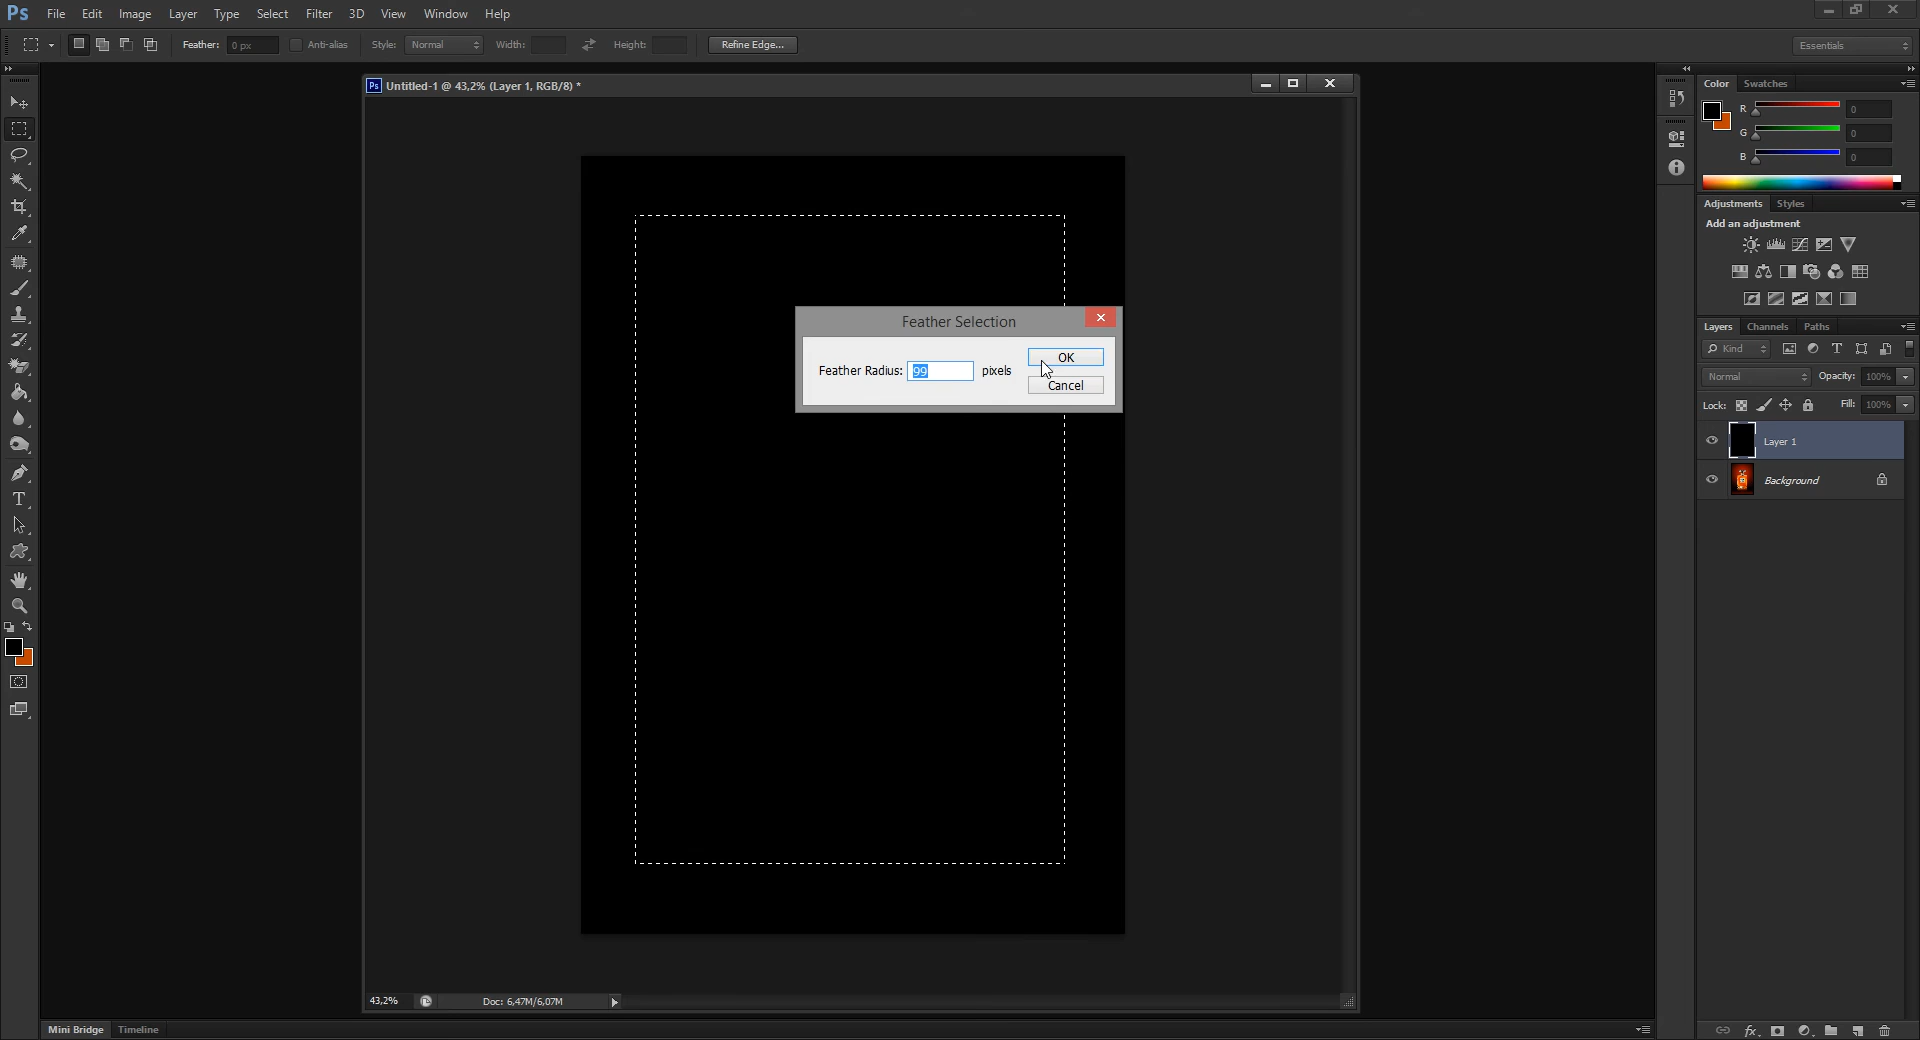 Ps File Edit Image Layer Type Select Filter 3D View Window Help
Feather: 0 px Anti-alias Style: Normal Width: Height: Refine Edge... Essentials
Ps Untitled-1 @ 43,2% (Layer 1, RGB/8) *
Color Swatches
R 0
G 0
B 0
Adjustments Styles
Add an adjustment
Feather Selection
Feather Radius: 99 pixels
OK
Cancel
Layers Channels Paths
Kind
Normal Opacity: 100%
Lock: Fill: 100%
Layer 1
Background
T
43,2% Doc: 6,47M/6,07M
Mini Bridge Timeline
fx